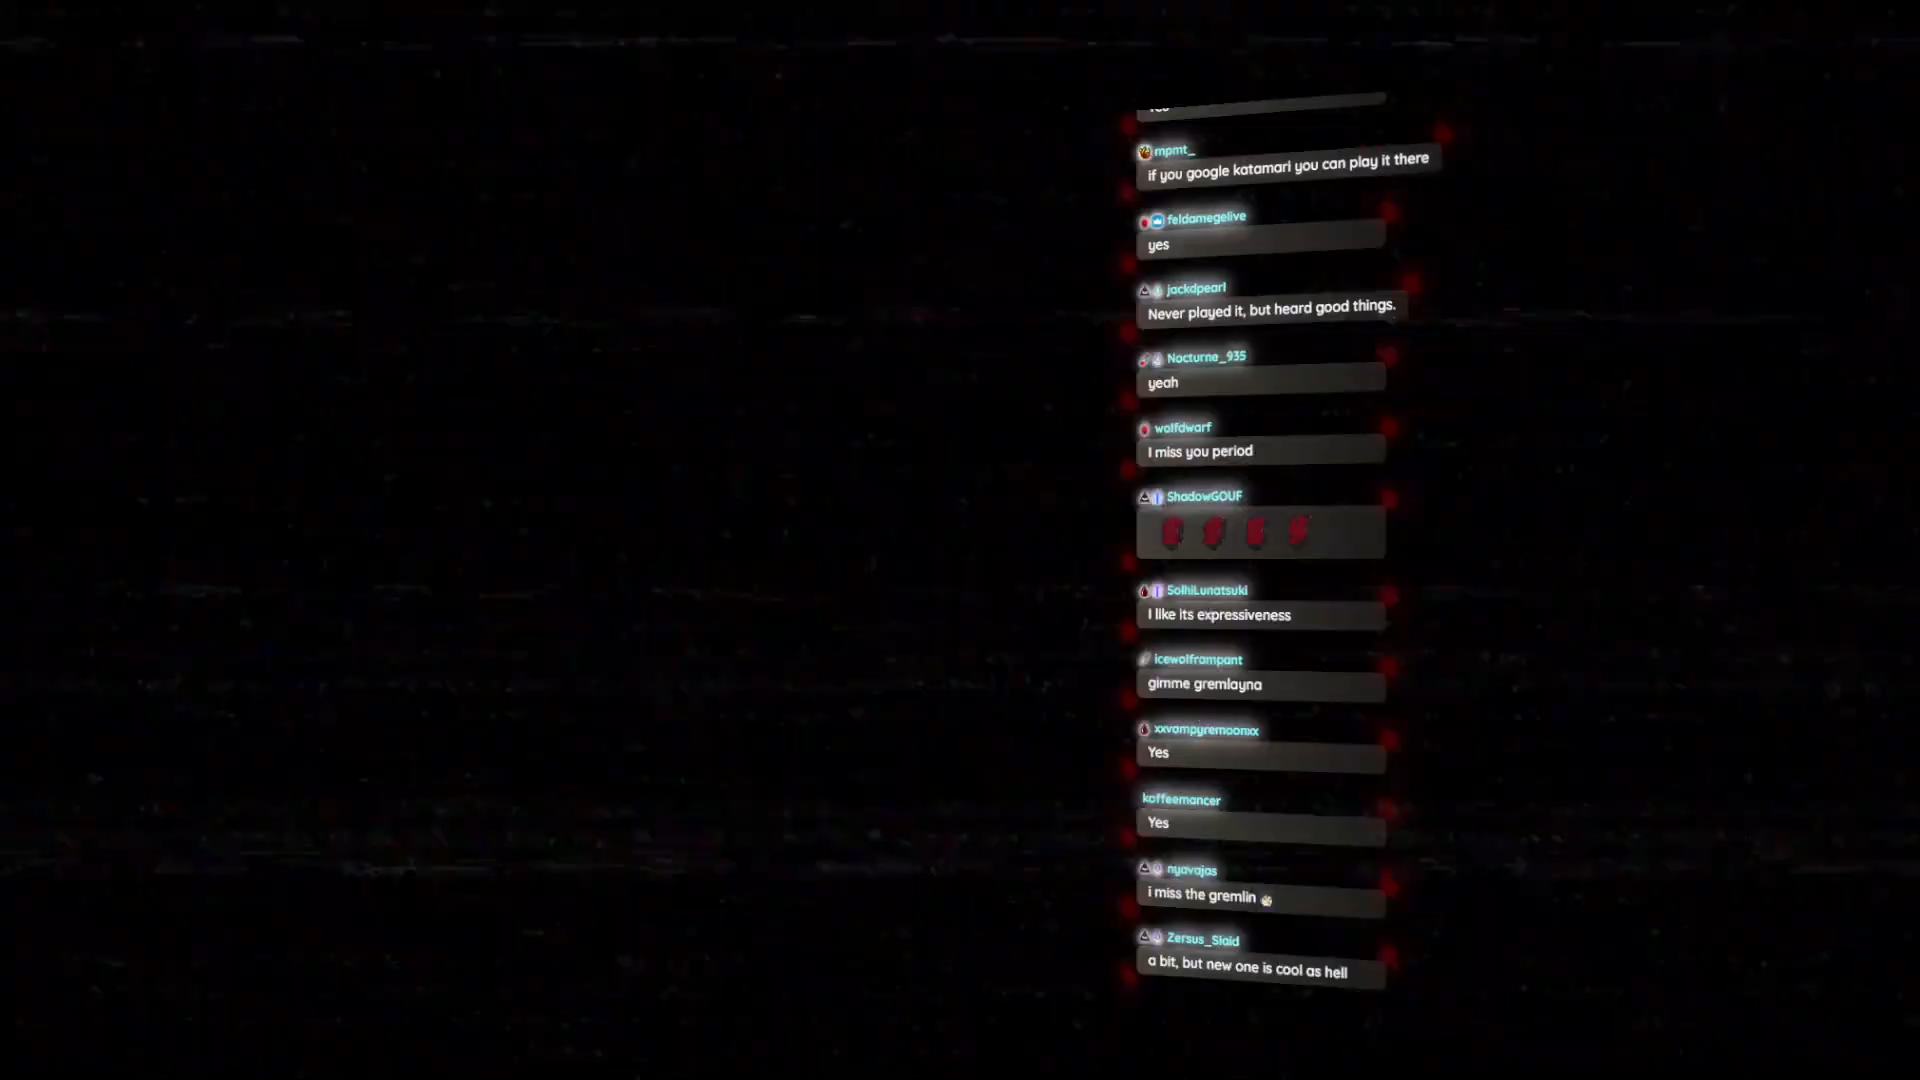 mpmt_
if you google katamari you can play it there
feldamegelive
yes
jackdpearl
Never played it, but heard good things.
Nocturne_935
yeah
wolfdwarf
I miss you period
ShadowGOUF
SolhiLunatsuki
I like its expressiveness
icewolframpant
gimme gremlayna
xxvampyremoonxx
Yes
koffeemancer
Yes
nyavajas
i miss the gremlin
Zersus_Slaid
a bit, but new one is cool as hell